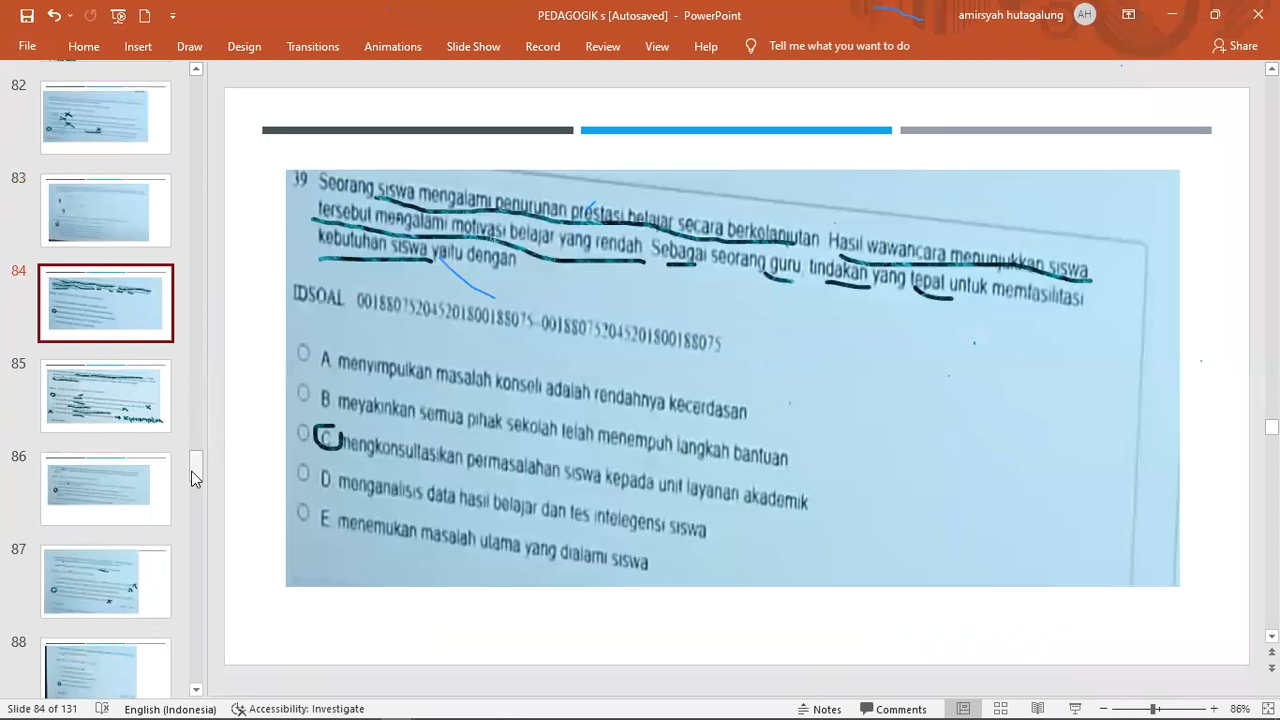 PEDAGOGIK s [Autosaved] - PowerPoint
amirsyah hutagalung
AH
File Home Insert Draw Design Transitions Animations Slide Show Record Review View Help Tell me what you want to do Share
82
83
84
85
86
87
88
39 Seorang siswa mengalami penurunan prestasi belajar secara berkelanjutan Hasil wawancara menunjukkan siswa
tersebut mengalami motivasi belajar yang rendah Sebagai seorang guru, tindakan yang tepat untuk memfasilitasi
kebutuhan siswa yaitu dengan
IDSOAL 001880752045201800188075-001880752045201800188075
A menyimpulkan masalah konseli adalah rendahnya kecerdasan
B meyakinkan semua pihak sekolah telah menempuh langkah bantuan
C mengkonsultasikan permasalahan siswa kepada unit layanan akademik
D menganalisis data hasil belajar dan tes intelegensi siswa
E menemukan masalah utama yang dialami siswa
Slide 84 of 131 English (Indonesia) Accessibility: Investigate Notes Comments 86%